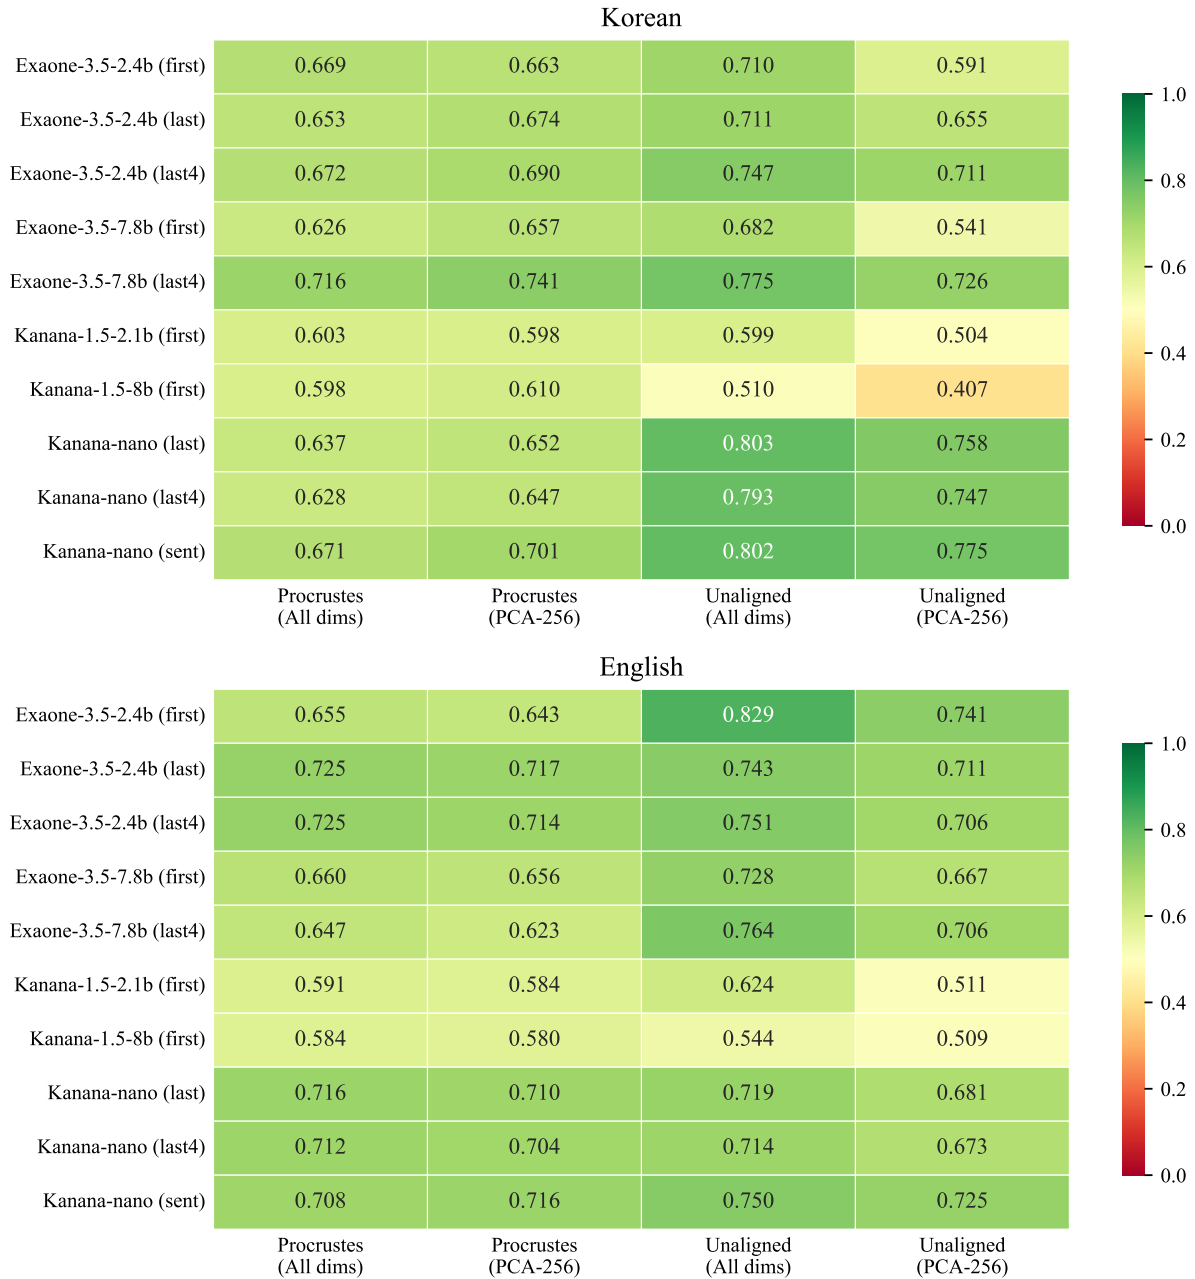 Korean
Exaone-3.5-2.4b (first) 0.669 0.663 0.710 0.591
Exaone-3.5-2.4b (last) 0.653 0.674 0.711 0.655
Exaone-3.5-2.4b (last4) 0.672 0.690 0.747 0.711
Exaone-3.5-7.8b (first) 0.626 0.657 0.682 0.541
Exaone-3.5-7.8b (last4) 0.716 0.741 0.775 0.726
Kanana-1.5-2.1b (first) 0.603 0.598 0.599 0.504
Kanana-1.5-8b (first) 0.598 0.610 0.510 0.407
Kanana-nano (last) 0.637 0.652 0.803 0.758
Kanana-nano (last4) 0.628 0.647 0.793 0.747
Kanana-nano (sent) 0.671 0.701 0.802 0.775
Procrustes Procrustes Unaligned Unaligned
(All dims) (PCA-256) (All dims) (PCA-256)
1.0
0.8
0.6
0.4
0.2
0.0
English
Exaone-3.5-2.4b (first) 0.655 0.643 0.829 0.741
Exaone-3.5-2.4b (last) 0.725 0.717 0.743 0.711
Exaone-3.5-2.4b (last4) 0.725 0.714 0.751 0.706
Exaone-3.5-7.8b (first) 0.660 0.656 0.728 0.667
Exaone-3.5-7.8b (last4) 0.647 0.623 0.764 0.706
Kanana-1.5-2.1b (first) 0.591 0.584 0.624 0.511
Kanana-1.5-8b (first) 0.584 0.580 0.544 0.509
Kanana-nano (last) 0.716 0.710 0.719 0.681
Kanana-nano (last4) 0.712 0.704 0.714 0.673
Kanana-nano (sent) 0.708 0.716 0.750 0.725
Procrustes Procrustes Unaligned Unaligned
(All dims) (PCA-256) (All dims) (PCA-256)
1.0
0.8
0.6
0.4
0.2
0.0